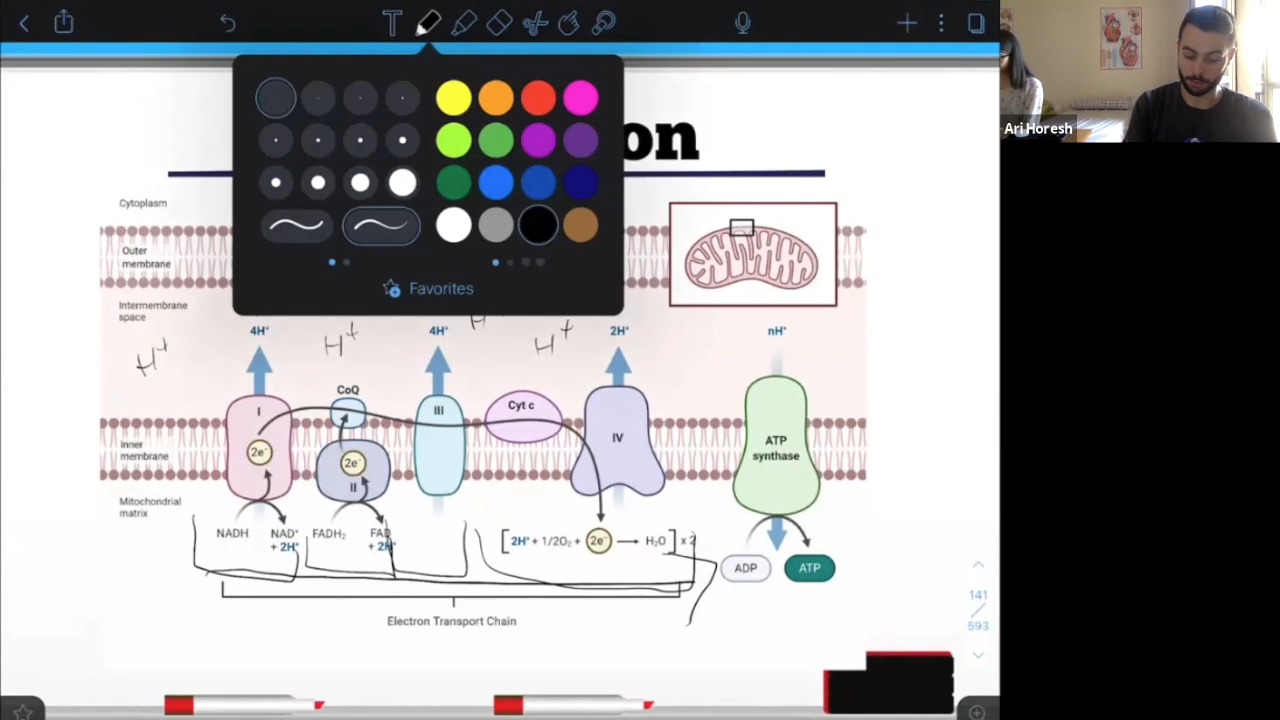 Ari Horesh
on
Cytoplasm
Outer
membrane
Intermembrane
space
Favorites
4H⁺
4H⁺
2H⁺
nH⁺
H⁺
H⁺
H
H⁺
CoQ
I
III
Cyt c
IV
ATP
synthase
2e⁻
2e⁻
II
Inner
membrane
Mitochondrial
matrix
NADH
NAD⁺
+ 2H⁺
FADH₂
FAD
+ 2H⁺
[2H⁺ + 1/2O₂ + 2e⁻ → H₂O] x 2
ADP
ATP
Electron Transport Chain
141
593